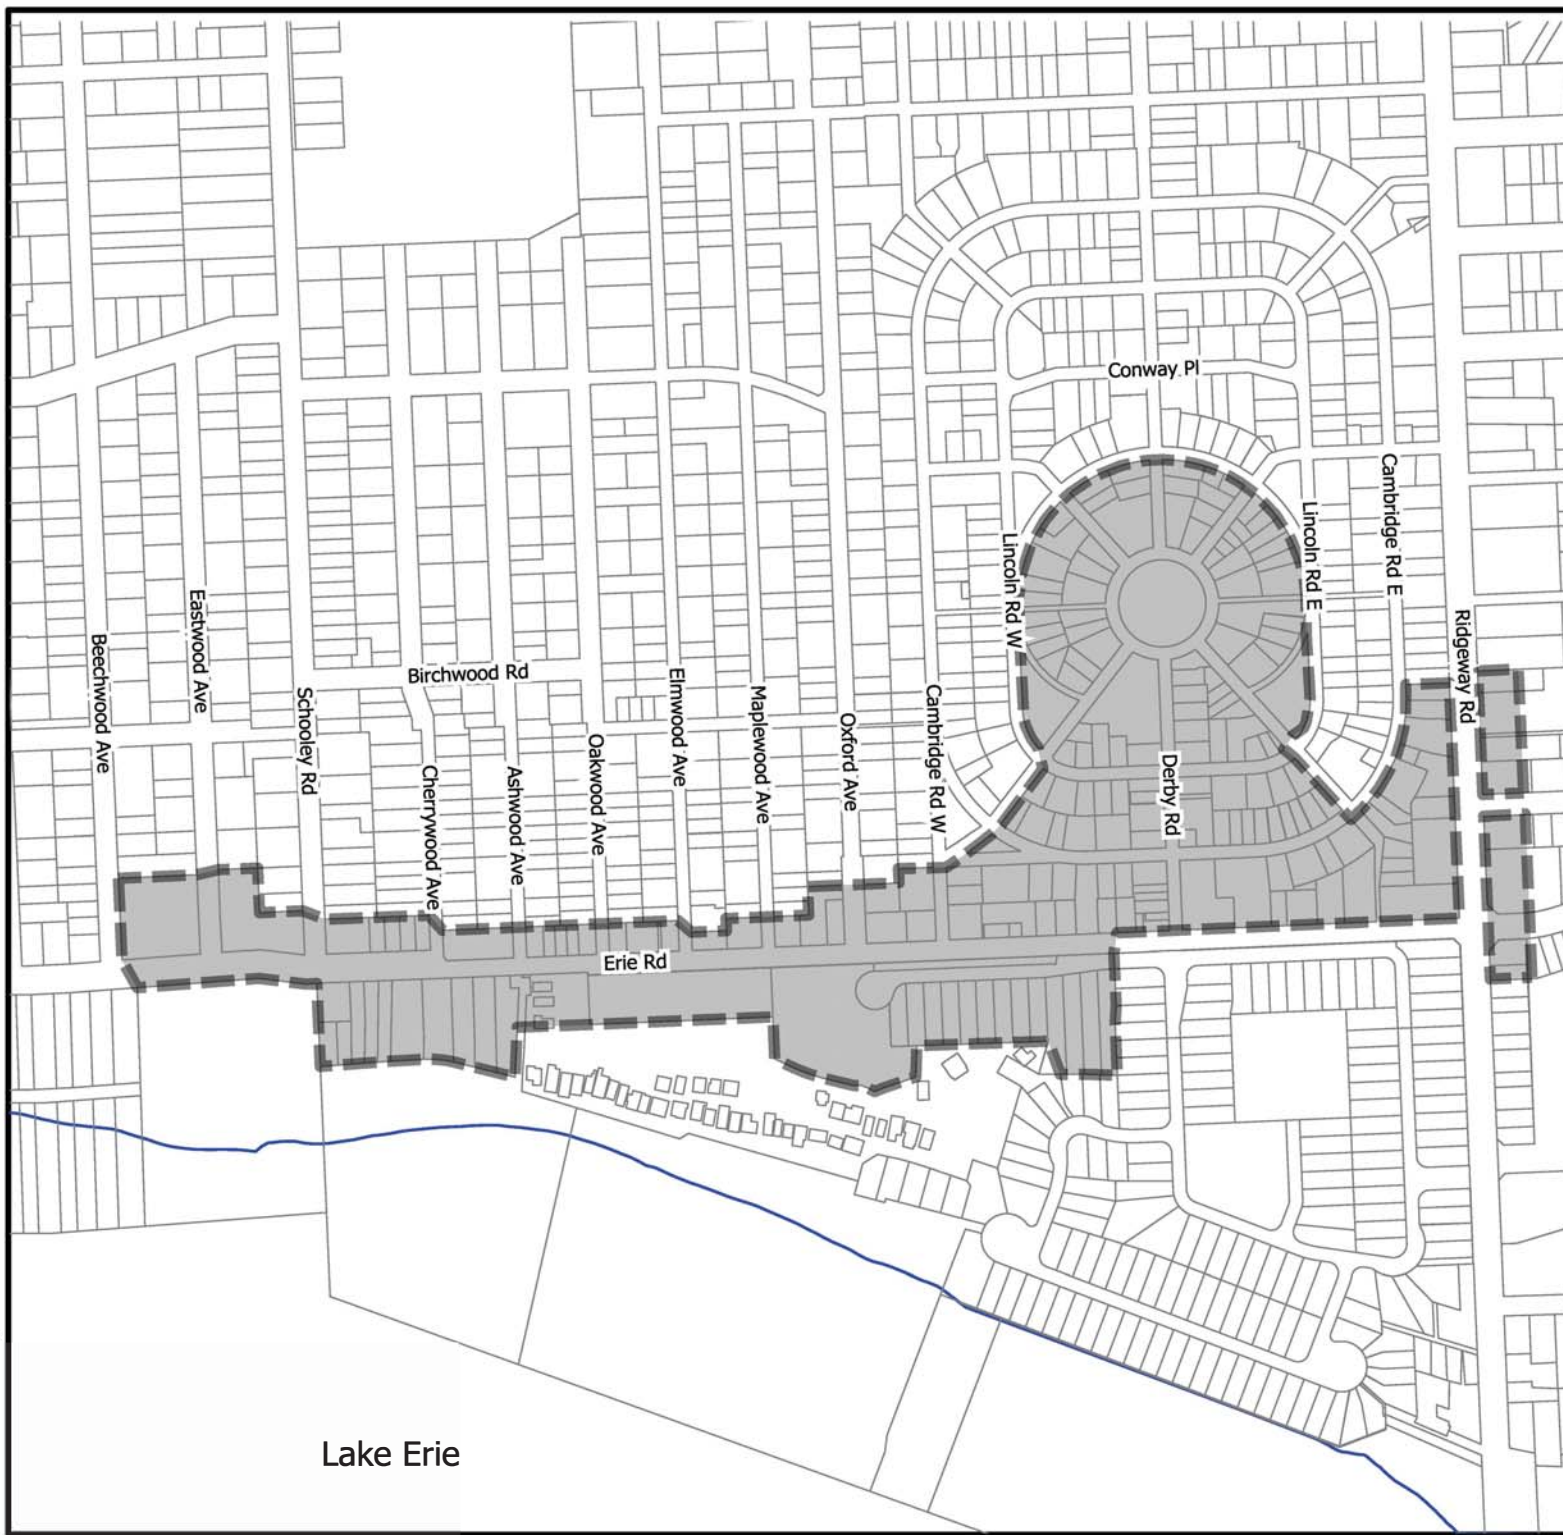 Conway Pl
Cambridge Rd E
Lincoln Rd E
Lincoln Rd W
Eastwood Ave
Ridgeway Rd
Beechwood Ave
Birchwood Rd
Elmwood Ave
Schooley Rd
Maplewood Ave
Cambridge Rd W
Oxford Ave
Oakwood Ave
Derby Rd
Cherrywood Ave
Ashwood Ave
Erie Rd
Lake Erie